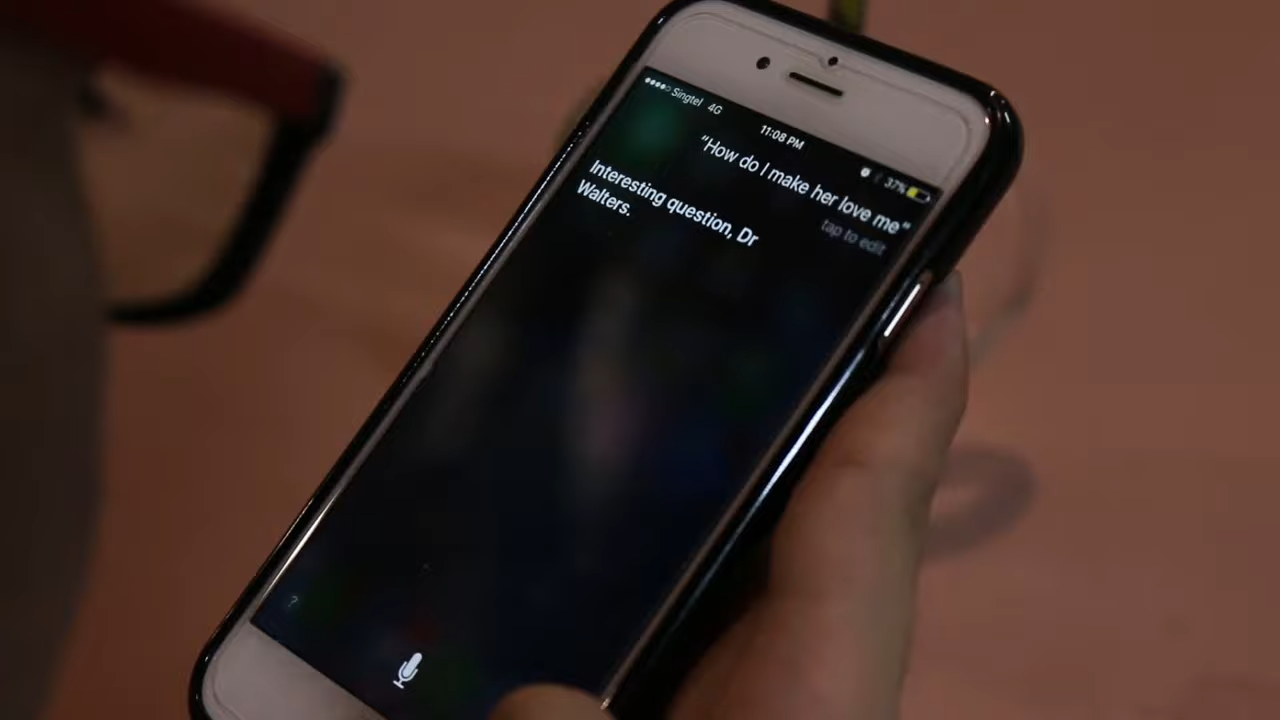 Singtel 4G
11:08 PM
37%
"How do I make her love me"
tap to edit
Interesting question, Dr
Walters.
?